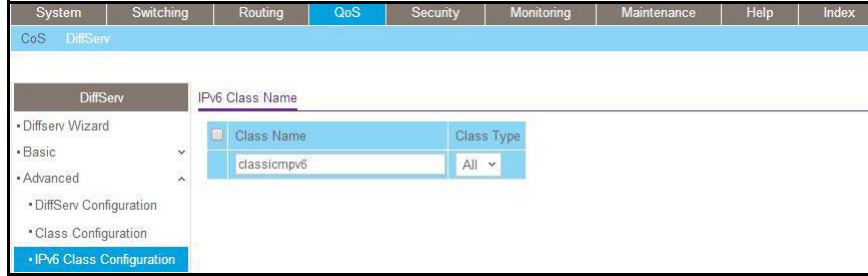 System Switching Routing QoS Security Monitoring Maintenance Help Index
CoS DiffServ
DiffServ
IPv6 Class Name
Diffserv Wizard
Basic
Advanced
DiffServ Configuration
Class Configuration
IPv6 Class Configuration
Class Name Class Type
classicmpv6 All